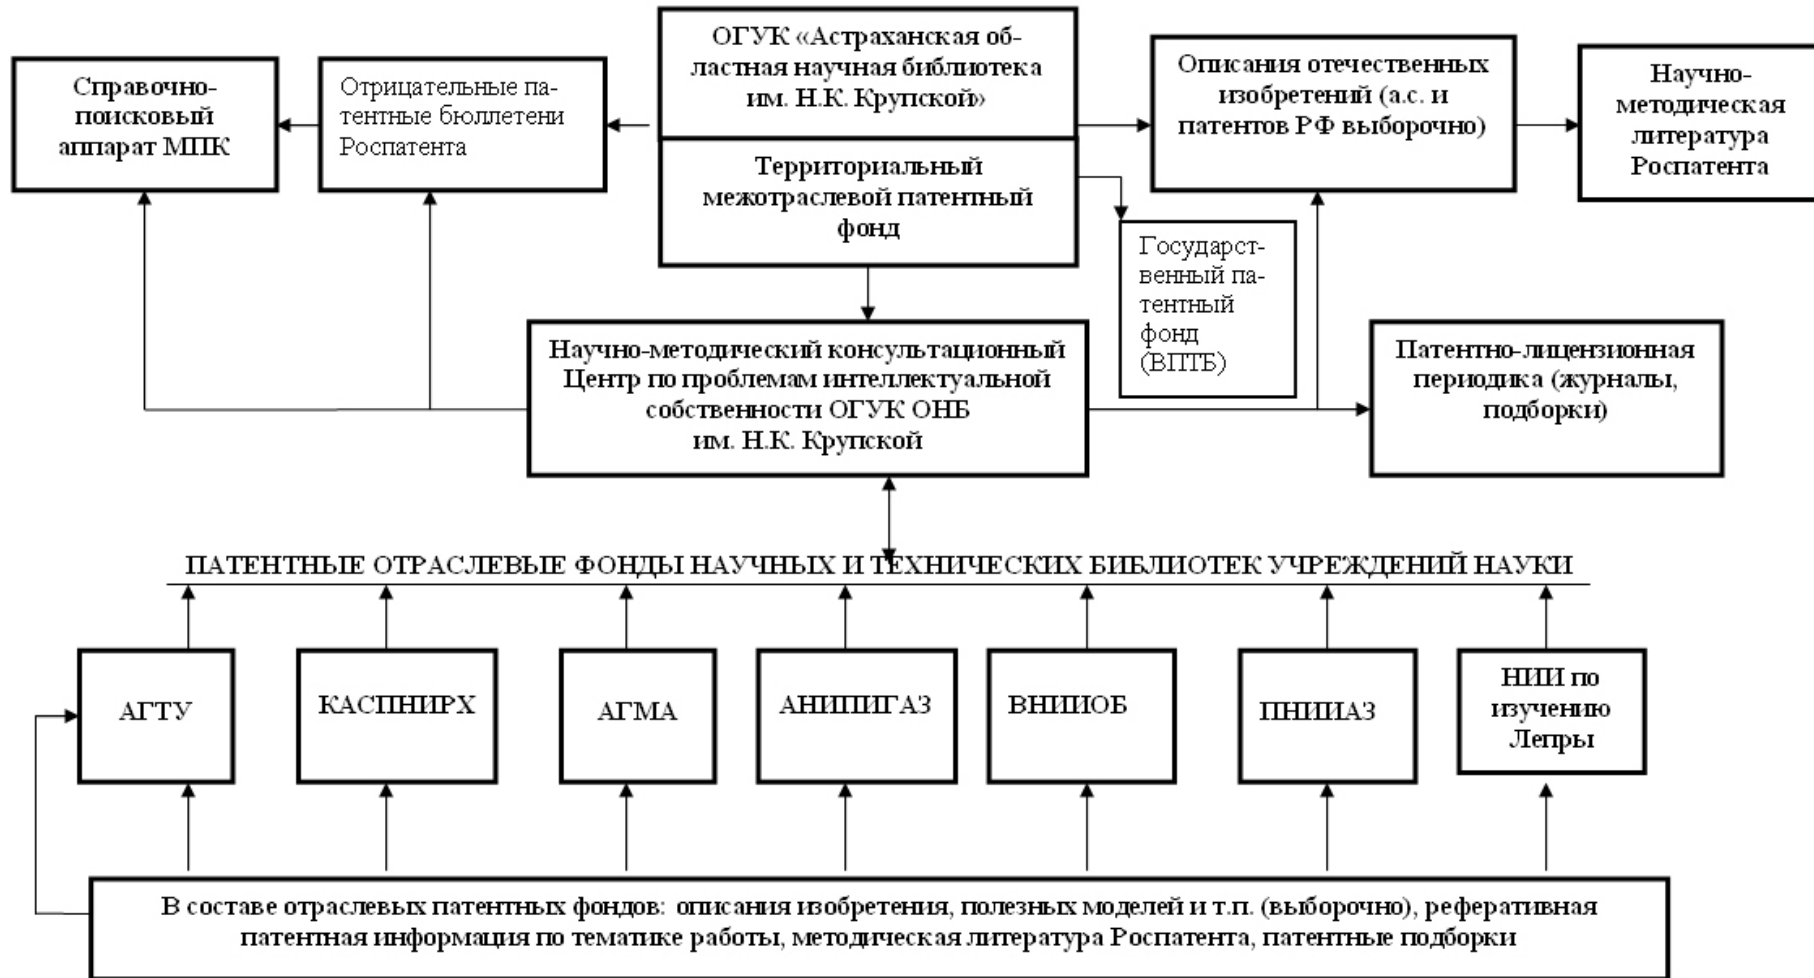 ОГУК «Астраханская об-
ластная научная библиотека
им. Н.К. Крупской»
Территориальный
межотраслевой патентный
фонд
Справочно-
поисковый
аппарат МПК
Отрицательные па-
тентные бюллетени
Роспатента
Описания отечественных
изобретений (а.с. и
патентов РФ выборочно)
Научно-
методическая
литература
Роспатента
Государст-
венный па-
тентный
фонд
(ВПТБ)
Научно-методический консультационный
Центр по проблемам интеллектуальной
собственности ОГУК ОНБ
им. Н.К. Крупской
Патентно-лицензионная
периодика (журналы,
подборки)
ПАТЕНТНЫЕ ОТРАСЛЕВЫЕ ФОНДЫ НАУЧНЫХ И ТЕХНИЧЕСКИХ БИБЛИОТЕК УЧРЕЖДЕНИЙ НАУКИ
АГТУ
КАСПНИРХ
АГМА
АНИПИГАЗ
ВНИИОБ
ПНИИАЗ
НИИ по
изучению
Лепры
В составе отраслевых патентных фондов: описания изобретения, полезных моделей и т.п. (выборочно), реферативная
патентная информация по тематике работы, методическая литература Роспатента, патентные подборки